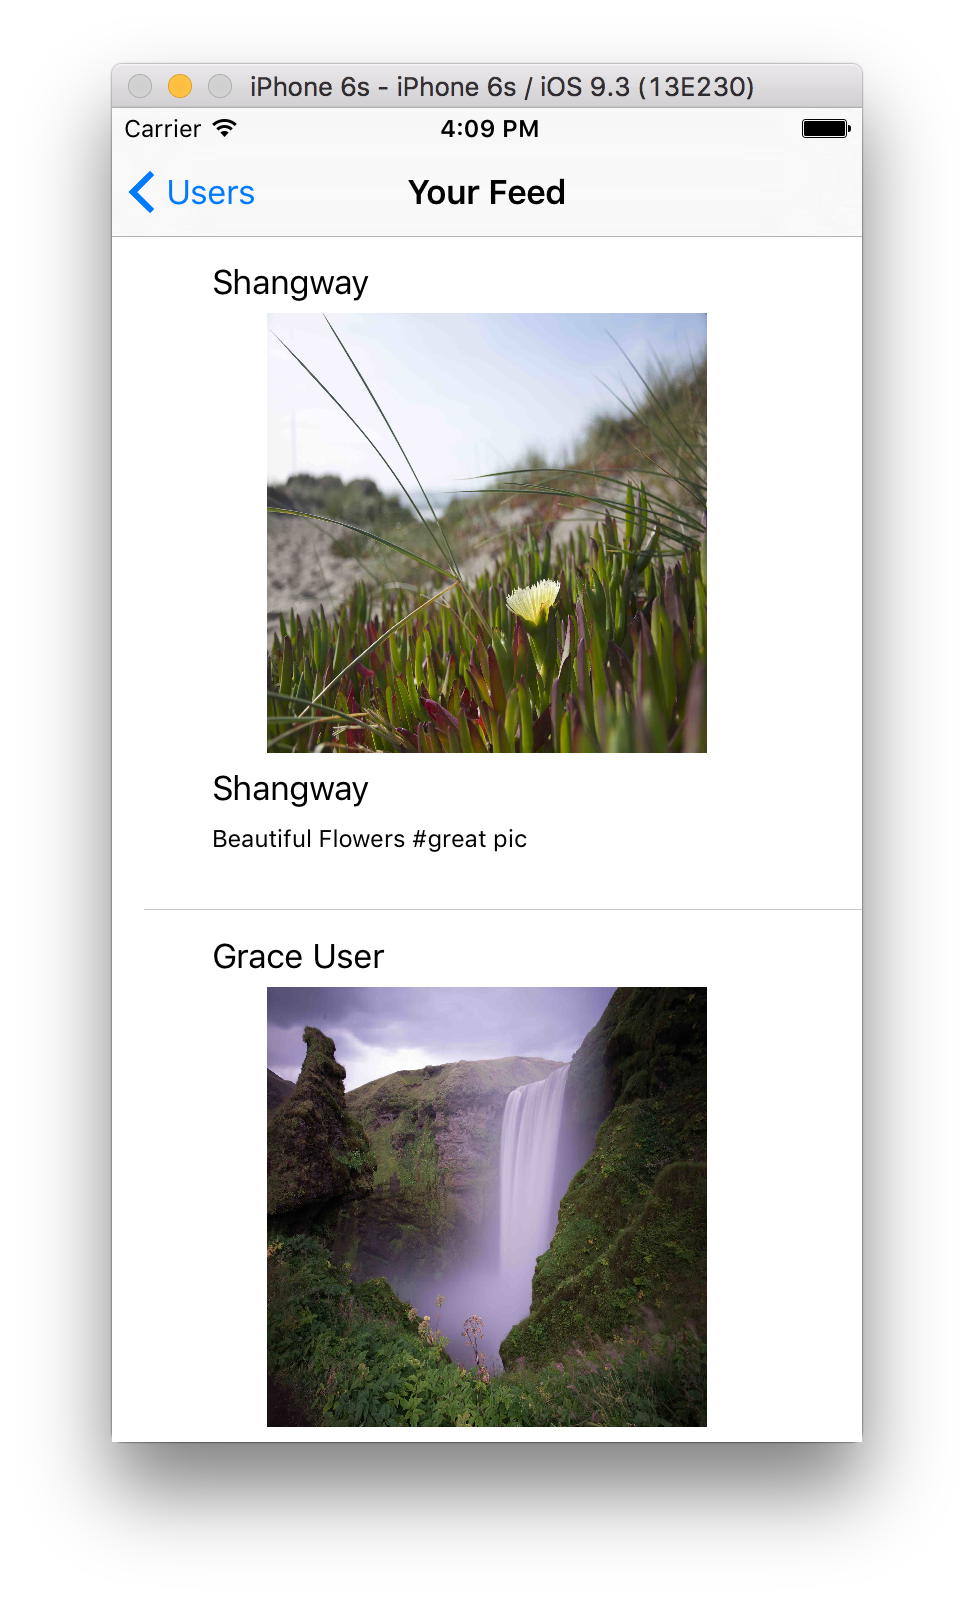 iPhone 6s - iPhone 6s / iOS 9.3 (13E230)
Carrier 4:09 PM
Users Your Feed
Shangway
Shangway
Beautiful Flowers #great pic
Grace User